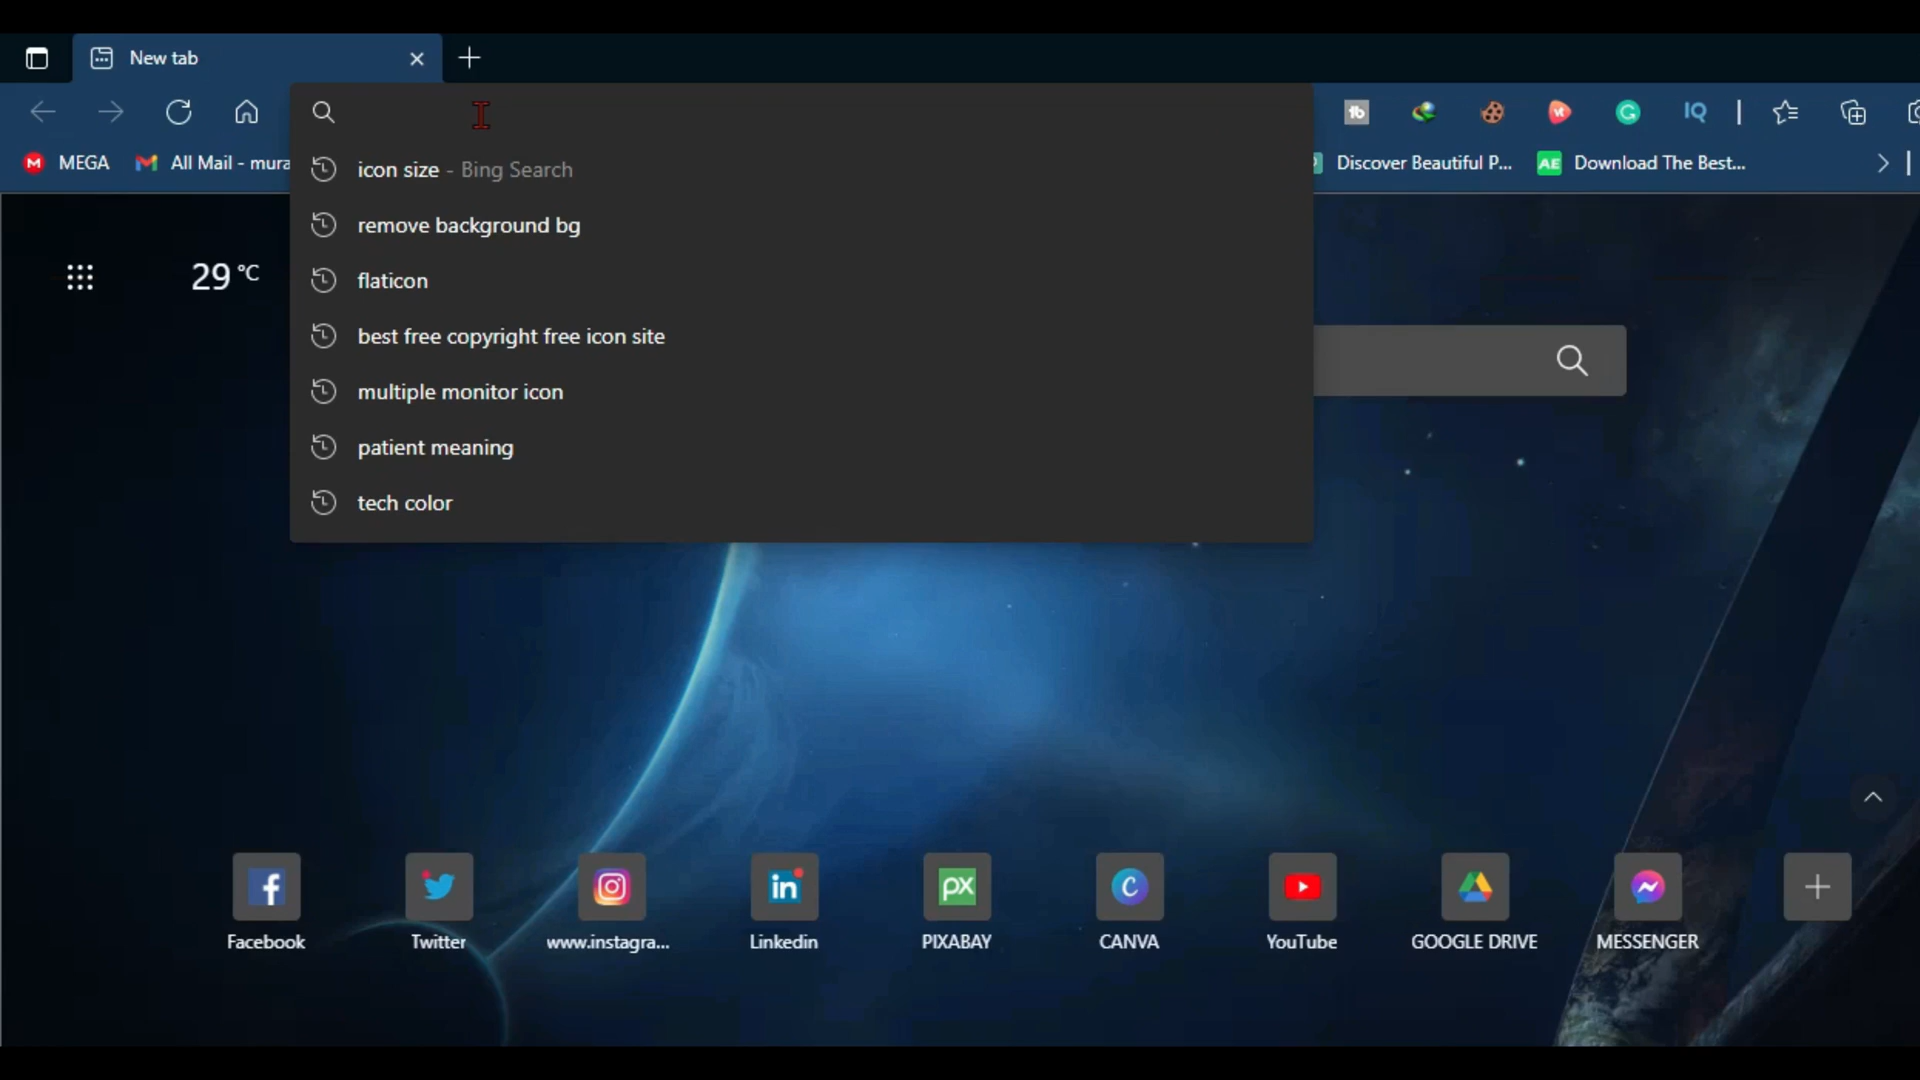 New tab
MEGA
All Mail - mura
Discover Beautiful P...
AE Download The Best...
icon size - Bing Search
remove background bg
flaticon
best free copyright free icon site
multiple monitor icon
patient meaning
tech color
29 °C
Facebook
Twitter
www.instagra...
Linkedin
PIXABAY
CANVA
YouTube
GOOGLE DRIVE
MESSENGER